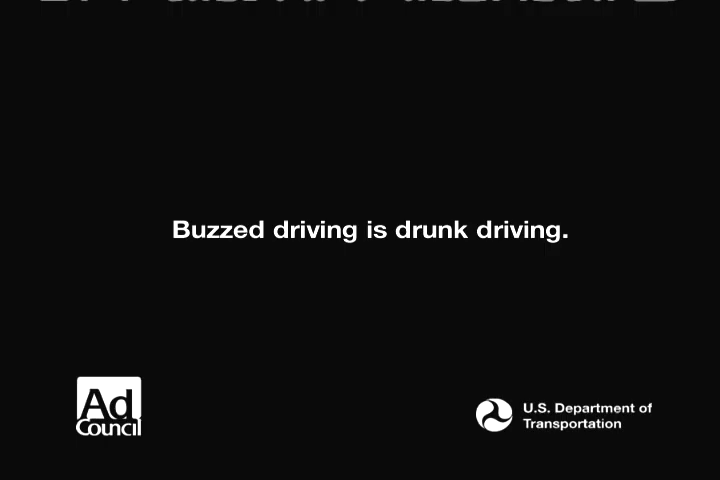 Buzzed driving is drunk driving.
Ad
Council
U.S. Department of
Transportation